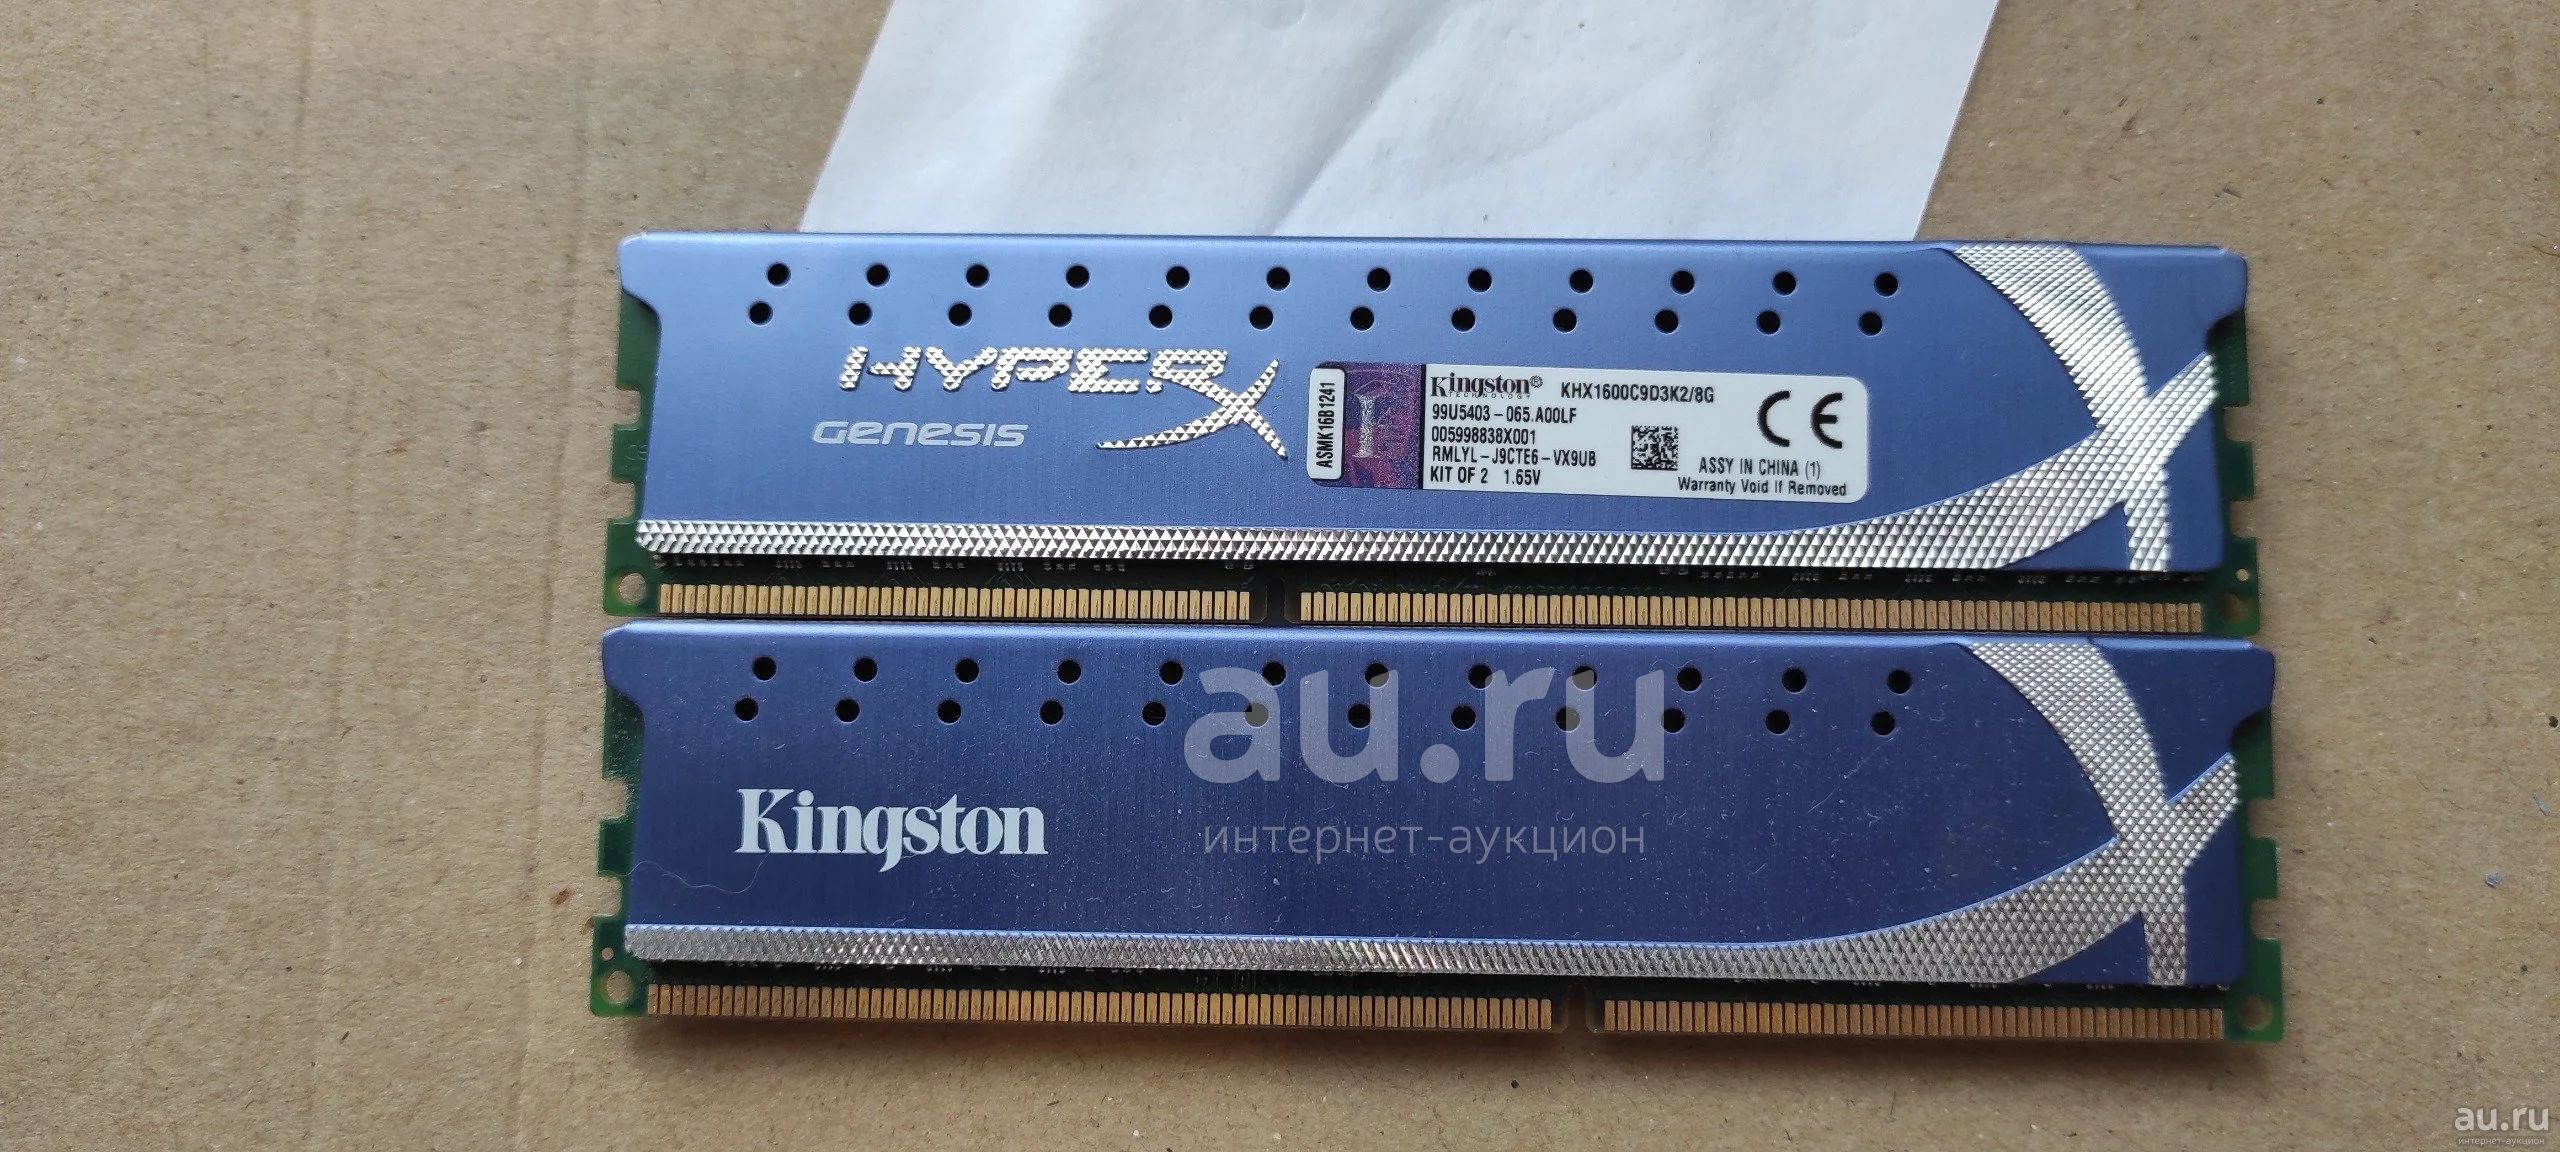 HYPERX
GENESIS
ASMK16B1241
Kingston®
TECHNOLOGY
KHX1600C9D3K2/8G
99U5403-065.A00LF
005998838X001
RMLYL-J9CTE6-VX9UB
KIT OF 2 1.65V
CE
ASSY IN CHINA (1)
Warranty Void If Removed
au.ru
интернет-аукцион
Kingston
au.ru
интернет-аукцион